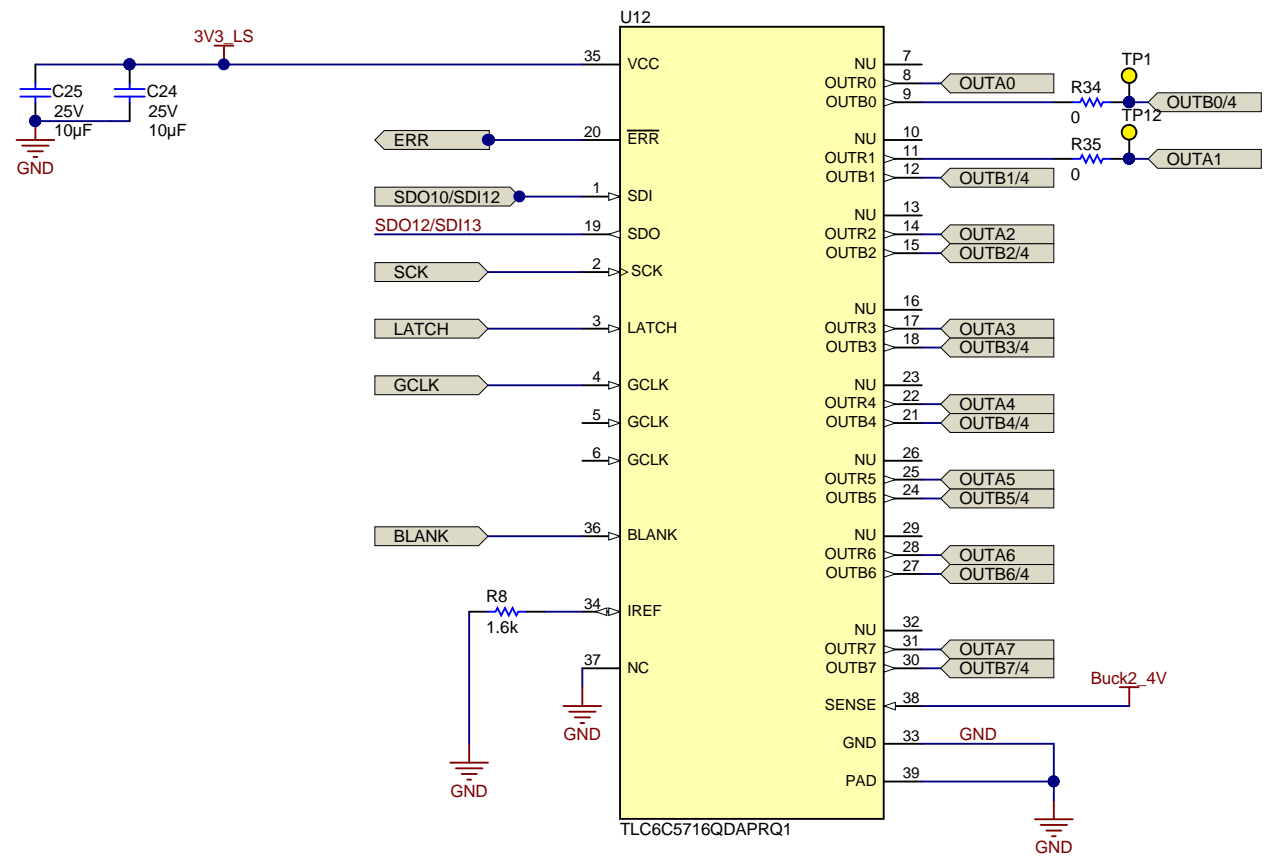 U12
3V3_LS
35 VCC
C25
25V
10µF
C24
25V
10µF
GND
ERR
20 ERR
SDO10/SDI12
1 SDI
SDO12/SDI13
19 SDO
SCK
2 SCK
LATCH
3 LATCH
GCLK
4 GCLK
5 GCLK
6 GCLK
BLANK
36 BLANK
R8
1.6k
34 IREF
37 NC
GND
GND
NU 7
OUTR0 8 OUTA0
OUTB0 9
R34
0
TP1
OUTB0/4
TP12
NU 10
OUTR1 11
R35
0
OUTA1
OUTB1 12 OUTB1/4
NU 13
OUTR2 14 OUTA2
OUTB2 15 OUTB2/4
NU 16
OUTR3 17 OUTA3
OUTB3 18 OUTB3/4
NU 23
OUTR4 22 OUTA4
OUTB4 21 OUTB4/4
NU 26
OUTR5 25 OUTA5
OUTB5 24 OUTB5/4
NU 29
OUTR6 28 OUTA6
OUTB6 27 OUTB6/4
NU 32
OUTR7 31 OUTA7
OUTB7 30 OUTB7/4
Buck2_4V
SENSE 38
GND 33 GND
PAD 39
GND
TLC6C5716QDAPRQ1